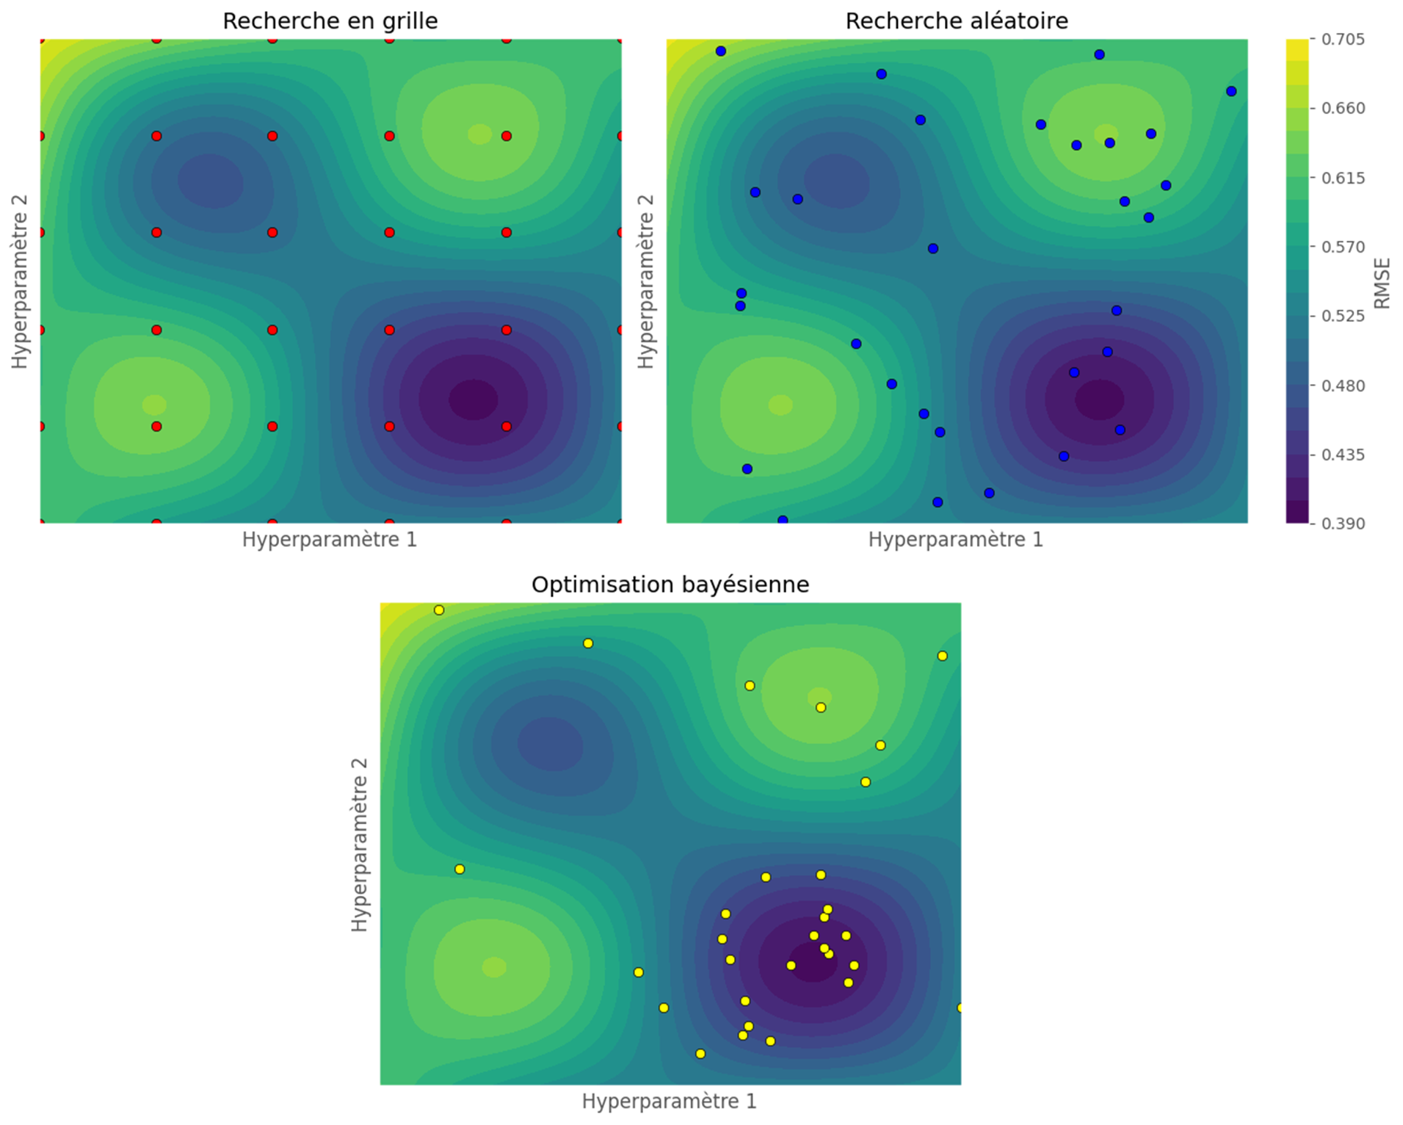 Recherche en grille
Recherche aléatoire
Hyperparamètre 2
Hyperparamètre 1
Hyperparamètre 2
Hyperparamètre 1
0.705
0.660
0.615
0.570
0.525
0.480
0.435
0.390
RMSE
Optimisation bayésienne
Hyperparamètre 2
Hyperparamètre 1